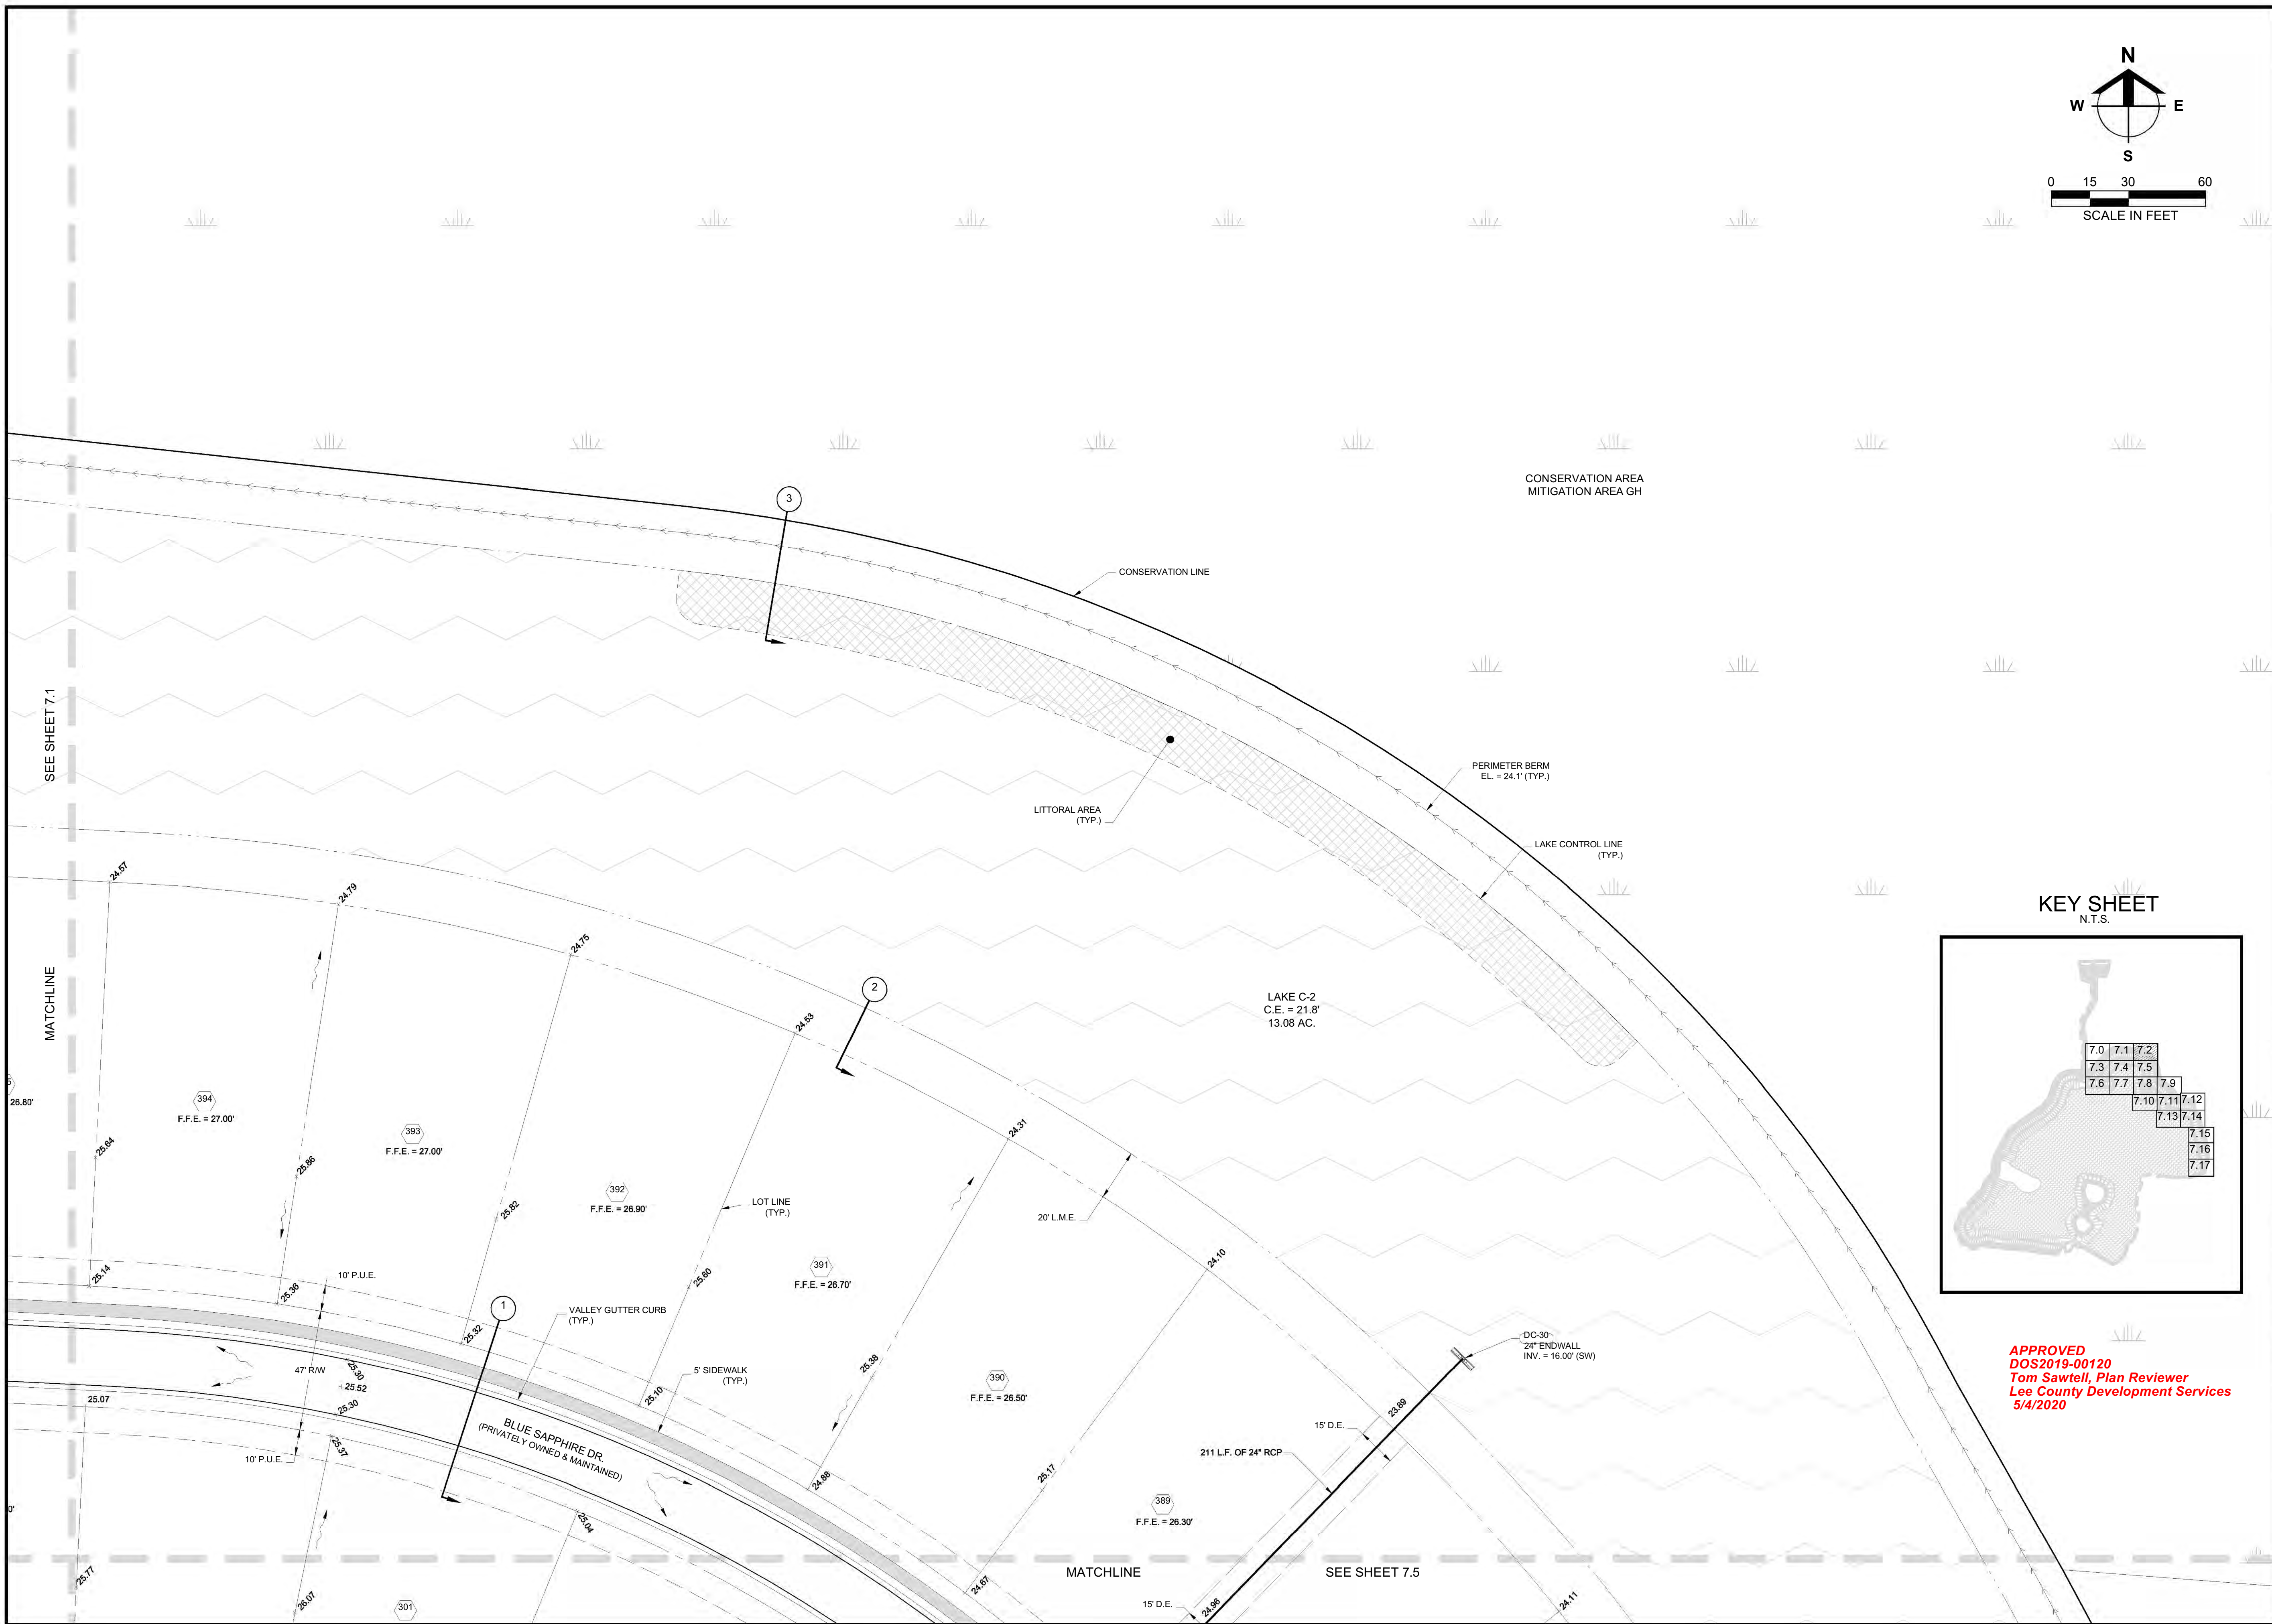 N
W E
S
0 15 30 60
SCALE IN FEET
CONSERVATION AREA
MITIGATION AREA GH
3
CONSERVATION LINE
SEE SHEET 7.1
MATCHLINE
PERIMETER BERM
EL. = 24.1' (TYP.)
LITTORAL AREA
(TYP.)
LAKE CONTROL LINE
(TYP.)
24.57
24.79
24.75
24.53
24.31
24.10
23.89
24.11
2
LAKE C-2
C.E. = 21.8'
13.08 AC.
KEY SHEET
N.T.S.
7.0 7.1 7.2
7.3 7.4 7.5
7.6 7.7 7.8 7.9
7.10 7.11 7.12
7.13 7.14
7.15
7.16
7.17
26.80'
394
F.F.E. = 27.00'
393
F.F.E. = 27.00'
392
F.F.E. = 26.90'
391
F.F.E. = 26.70'
390
F.F.E. = 26.50'
389
F.F.E. = 26.30'
25.64
25.86
25.82
25.60
25.38
25.17
24.96
LOT LINE
(TYP.)
20' L.M.E.
25.14
25.36
25.32
25.10
24.88
24.67
10' P.U.E.
1
VALLEY GUTTER CURB
(TYP.)
5' SIDEWALK
(TYP.)
47' R/W
25.30
25.52
25.30
25.07
25.37
25.04
10' P.U.E.
BLUE SAPPHIRE DR.
(PRIVATELY OWNED & MAINTAINED)
DC-30
24" ENDWALL
INV. = 16.00' (SW)
15' D.E.
211 L.F. OF 24" RCP
APPROVED
DOS2019-00120
Tom Sawtell, Plan Reviewer
Lee County Development Services
5/4/2020
MATCHLINE SEE SHEET 7.5
15' D.E.
25.77
26.07
301